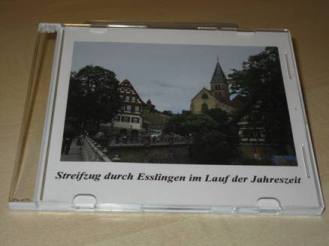 Streifzug durch Esslingen im Lauf der Jahreszeit